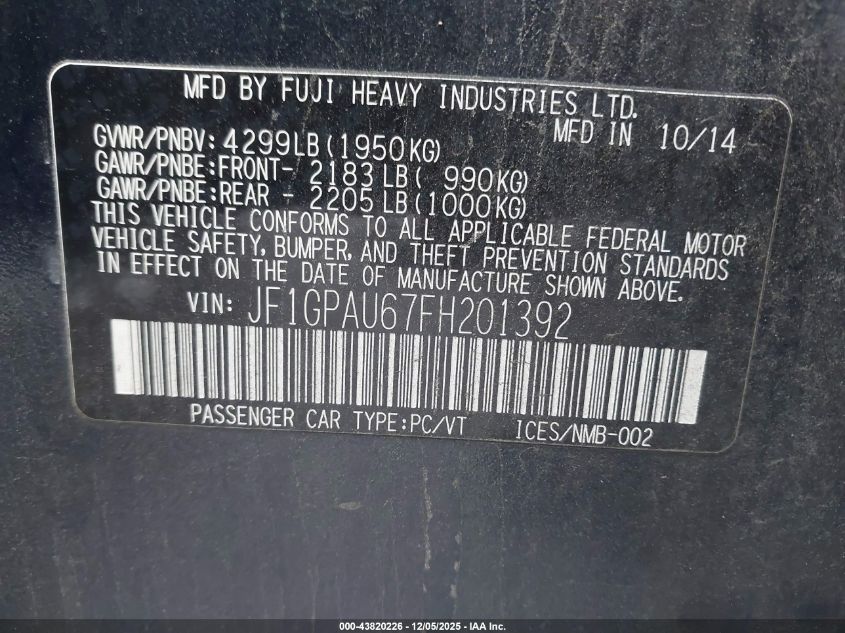 MFD BY FUJI HEAVY INDUSTRIES LTD.
MFD IN 10/14
GVWR/PNBV: 4299LB (1950KG)
GAWR/PNBE:FRONT- 2183LB( 990KG)
GAWR/PNBE:REAR - 2205LB(1000KG)
THIS VEHICLE CONFORMS TO ALL APPLICABLE FEDERAL MOTOR
VEHICLE SAFETY, BUMPER, AND THEFT PREVENTION STANDARDS
IN EFFECT ON THE DATE OF MANUFACTURE SHOWN ABOVE.
VIN: JF1GPAU67FH201392
PASSENGER CAR TYPE:PC/VT ICES/NMB-002
000-43820226 - 12/05/2025 - IAA Inc.